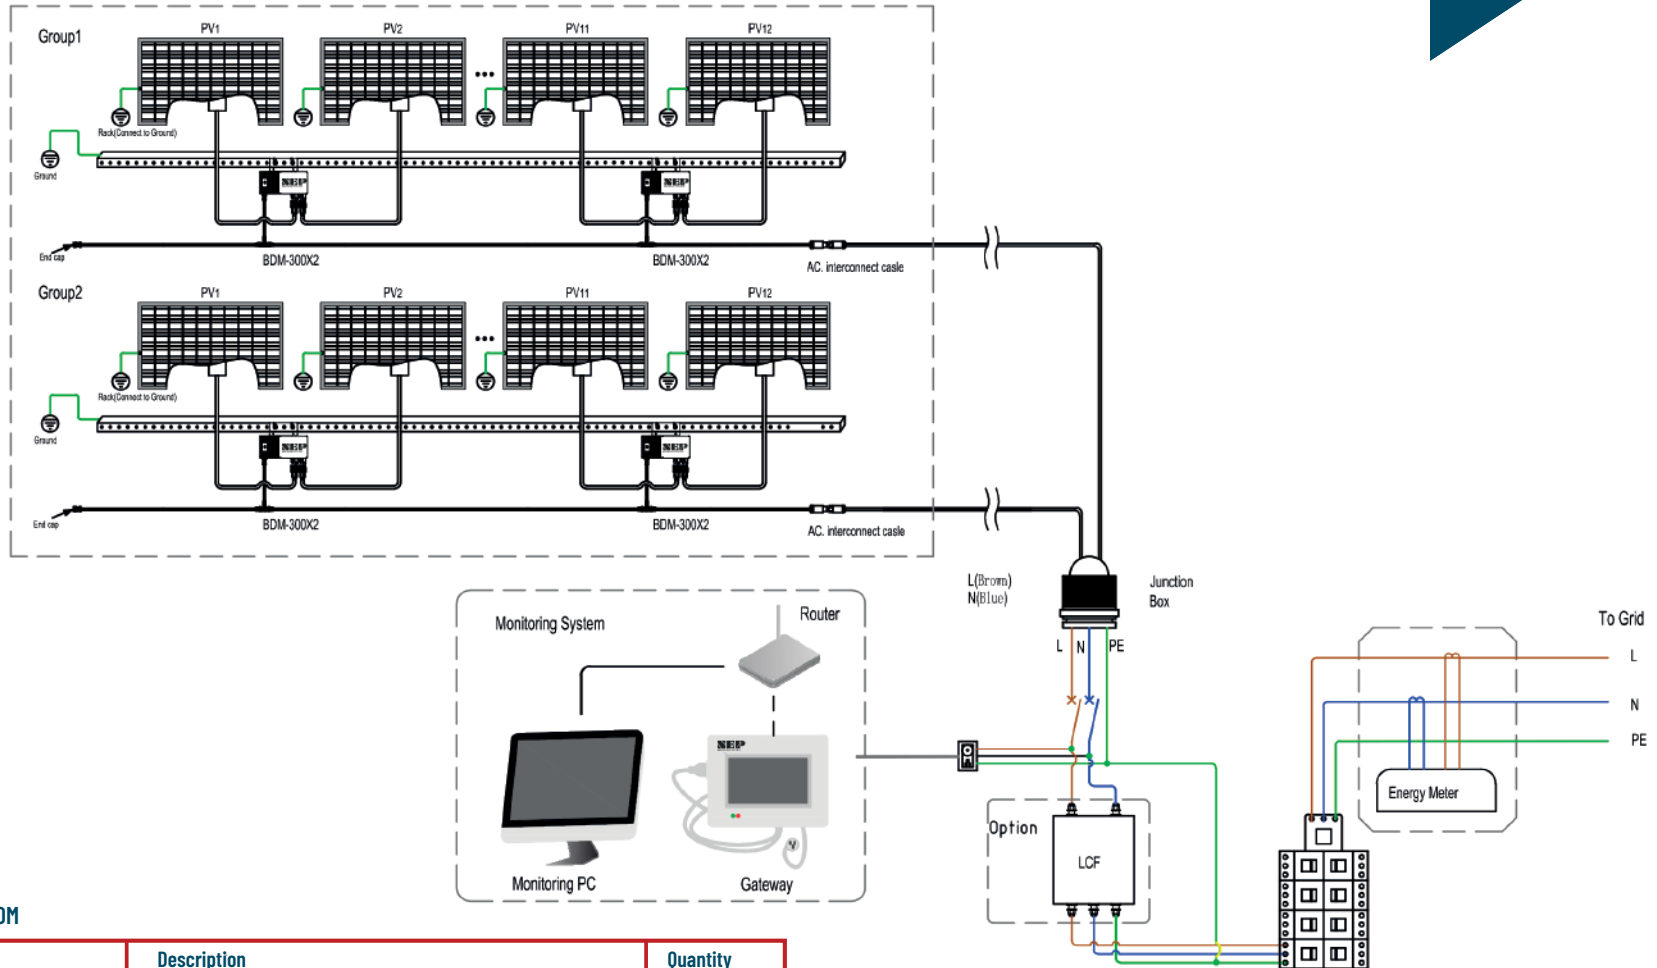 Group1
PV1
PV2
PV11
PV12
Rack(Connect to Ground)
Ground
NEP
NEP
End cap
BDM-300X2
BDM-300X2
AC. interconnect casle
Group2
PV1
PV2
PV11
PV12
Rack(Connect to Ground)
Ground
NEP
NEP
End cap
BDM-300X2
BDM-300X2
AC. interconnect casle
L(Brown)
N(Blue)
Junction
Box
L N PE
Monitoring System
Router
NEP
Monitoring PC
Gateway
Option
LCF
To Grid
L
N
PE
Energy Meter
OM
Description
Quantity